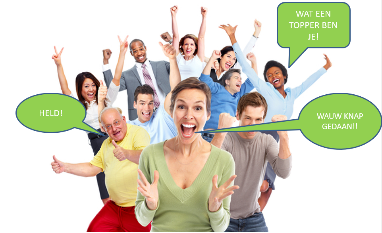 WAT EEN
TOPPER BEN
JE!
HELD!
WAUW KNAP
GEDAAN!!